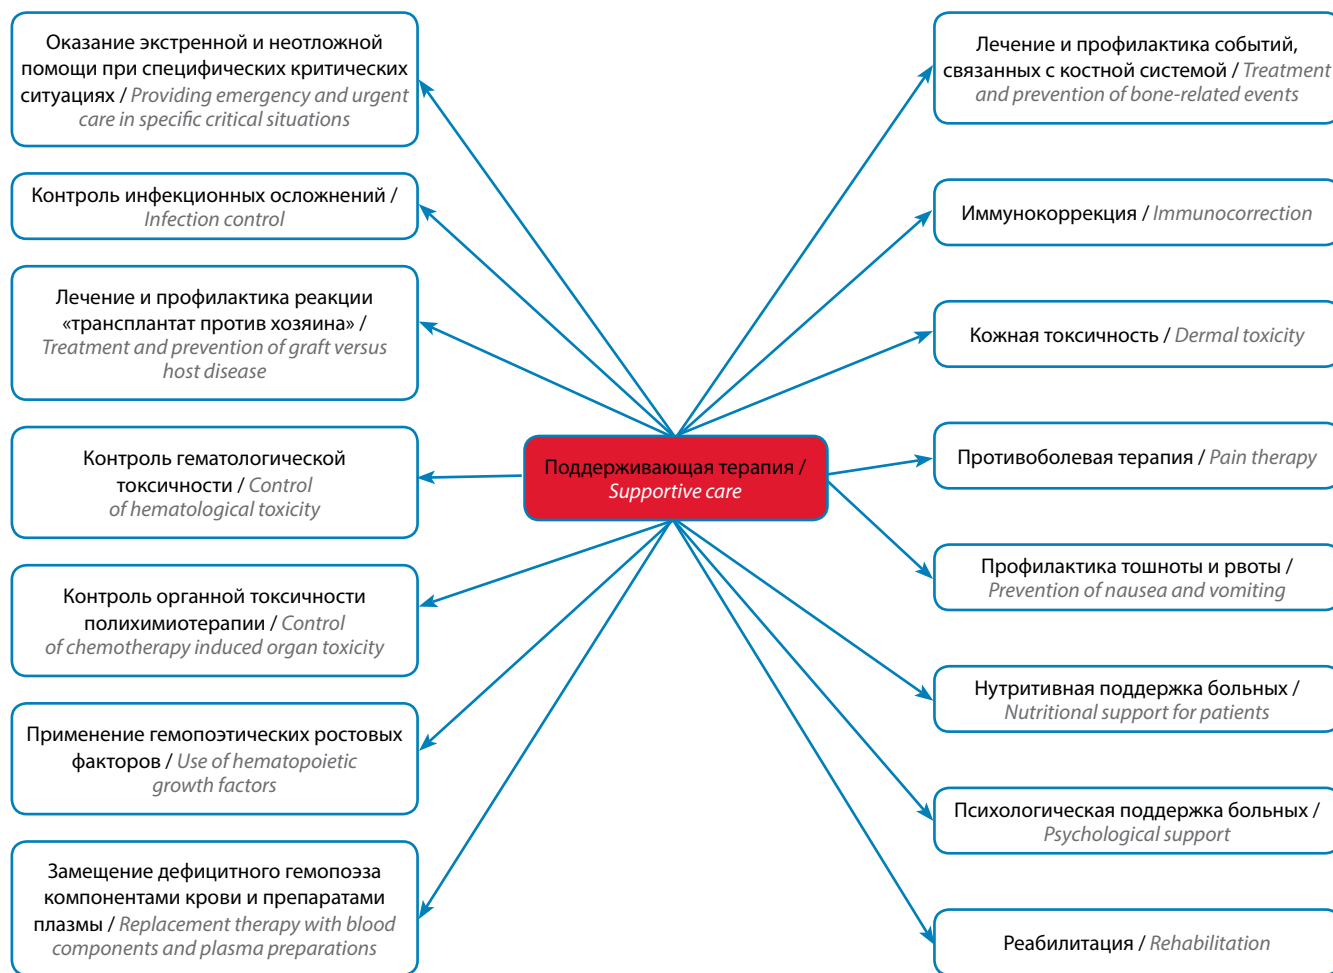 Оказание экстренной и неотложной
помощи при специфических критических
ситуациях / Providing emergency and urgent
care in specific critical situations
Контроль инфекционных осложнений /
Infection control
Лечение и профилактика реакции
«трансплантат против хозяина» /
Treatment and prevention of graft versus
host disease
Контроль гематологической
токсичности / Control
of hematological toxicity
Контроль органной токсичности
полихимиотерапии / Control
of chemotherapy induced organ toxicity
Применение гемопоэтических ростовых
факторов / Use of hematopoietic
growth factors
Замещение дефицитного гемопоэза
компонентами крови и препаратами
плазмы / Replacement therapy with blood
components and plasma preparations
Поддерживающая терапия /
Supportive care
Лечение и профилактика событий,
связанных с костной системой / Treatment
and prevention of bone-related events
Иммунокоррекция / Immunocorrection
Кожная токсичность / Dermal toxicity
Противоболевая терапия / Pain therapy
Профилактика тошноты и рвоты /
Prevention of nausea and vomiting
Нутритивная поддержка больных /
Nutritional support for patients
Психологическая поддержка больных /
Psychological support
Реабилитация / Rehabilitation